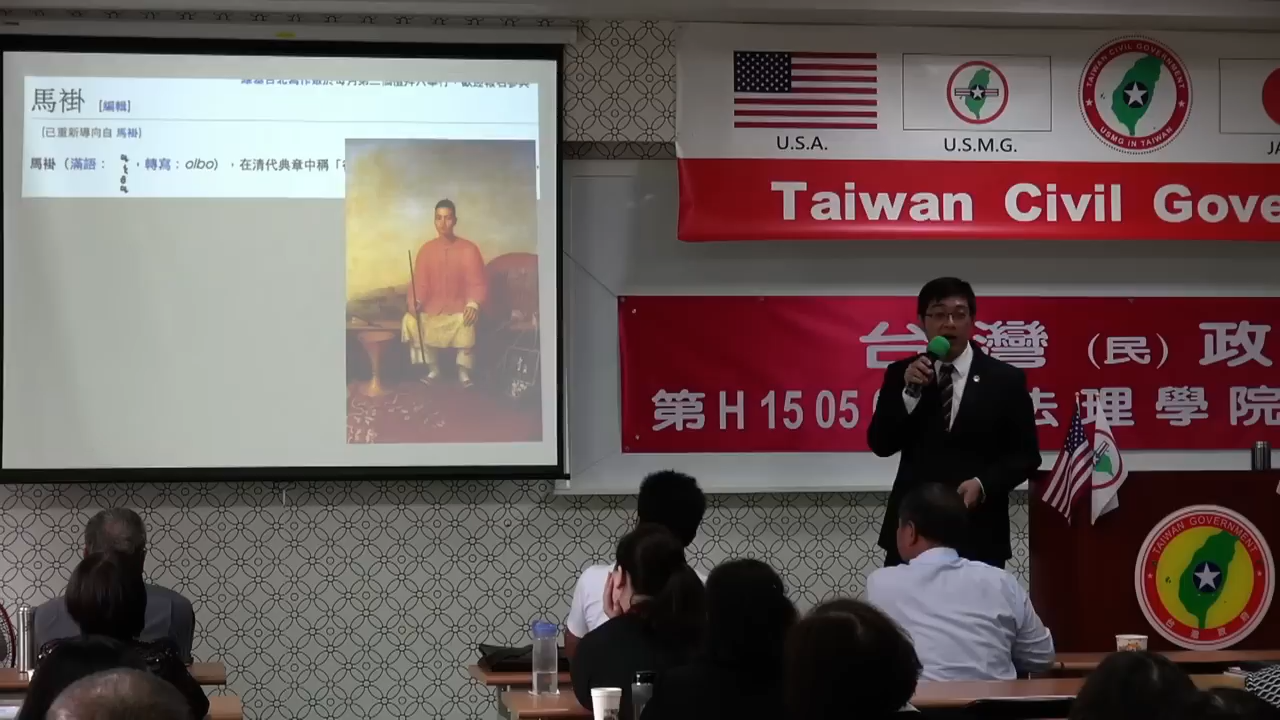 馬褂 [編輯]
[已重新導向自 馬褂]
馬褂（滿語：，轉寫：olbo），在清代典章中稱「
U.S.A.
U.S.M.G.
TAIWAN CIVIL GOVERNMENT
USMG IN TAIWAN
JA
Taiwan Civil Gove
台灣（民）政
第H 15 05 法理學院
TAIWAN GOVERNMENT
台灣政府